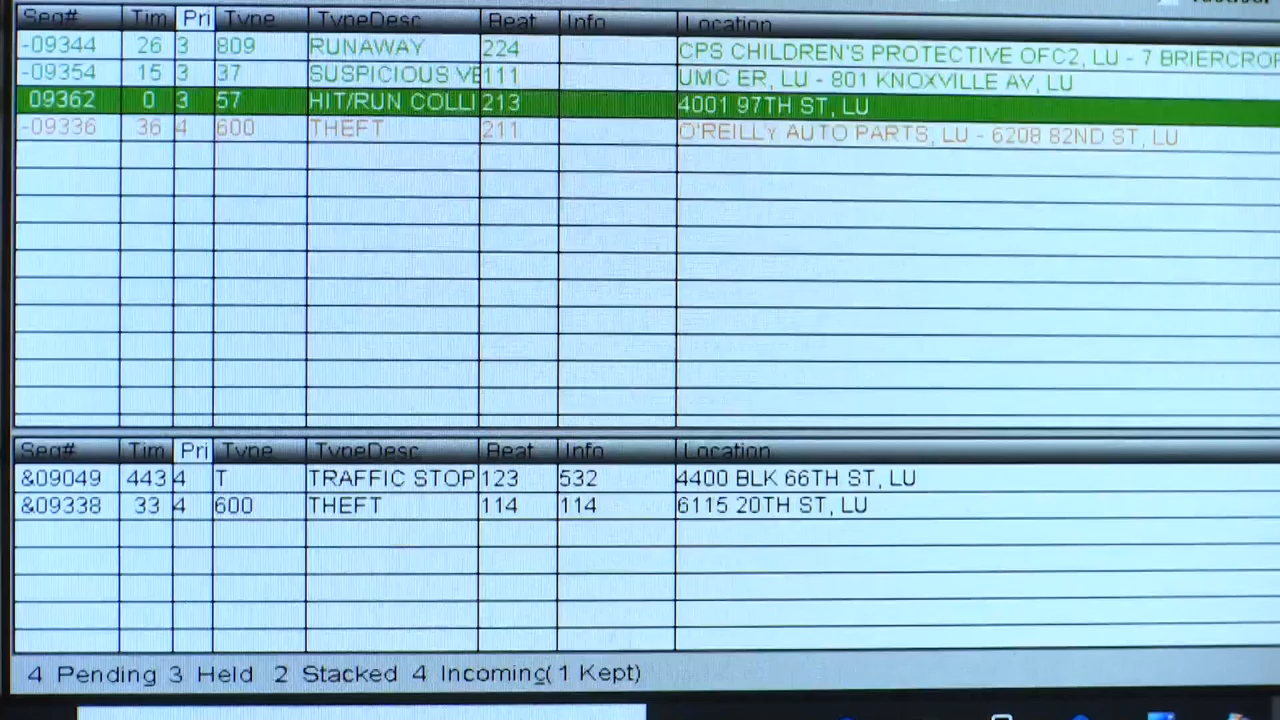 Seq# Tim Pri Type TypeDesc Beat Info Location
-09344 26 3 809 RUNAWAY 224 CPS CHILDREN'S PROTECTIVE OFC2, LU - 7 BRIERCROF
-09354 15 3 37 SUSPICIOUS VE 111 UMC ER, LU - 801 KNOXVILLE AV, LU
09362 0 3 57 HIT/RUN COLLI 213 4001 97TH ST, LU
-09336 36 4 600 THEFT 211 O'REILLY AUTO PARTS, LU - 6208 82ND ST, LU
Seq# Tim Pri Type TypeDesc Beat Info Location
&09049 443 4 T TRAFFIC STOP 123 532 4400 BLK 66TH ST, LU
&09338 33 4 600 THEFT 114 114 6115 20TH ST, LU
4 Pending 3 Held 2 Stacked 4 Incoming( 1 Kept)